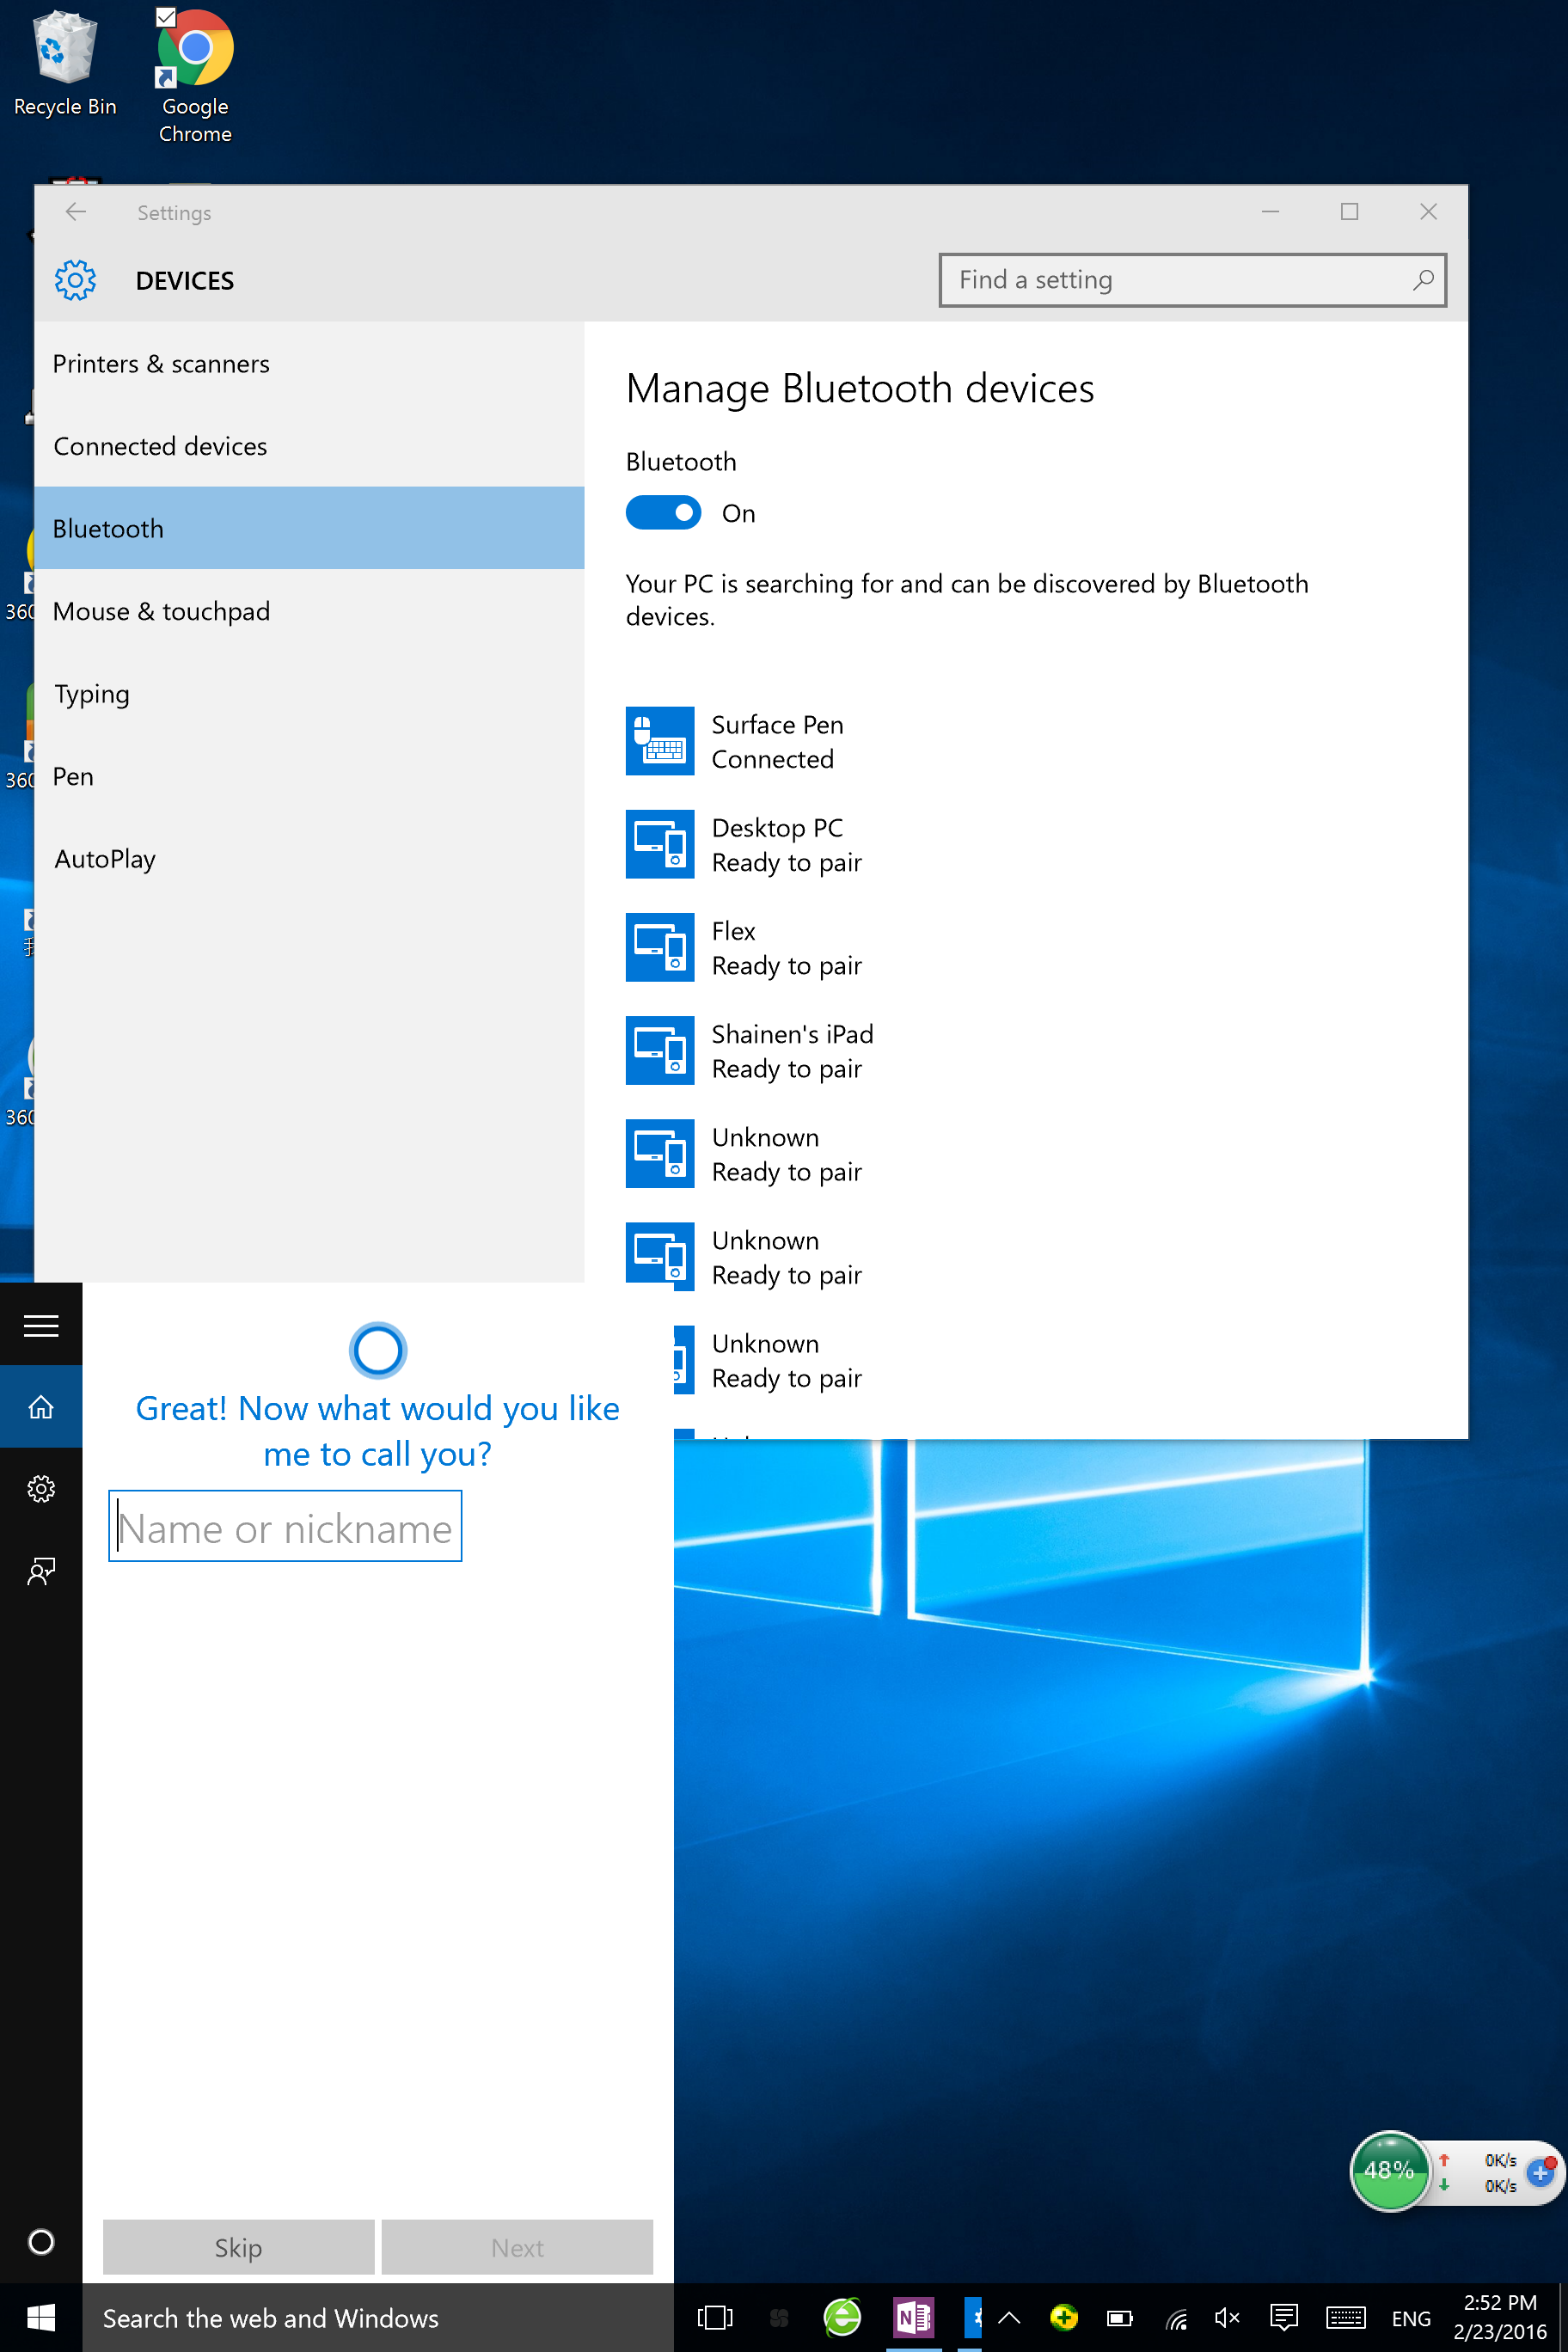 Recycle Bin
Google
Chrome
Settings
DEVICES
Find a setting
Printers & scanners
Connected devices
Bluetooth
Mouse & touchpad
Typing
Pen
AutoPlay
Manage Bluetooth devices
Bluetooth
On
Your PC is searching for and can be discovered by Bluetooth
devices.
Surface Pen
Connected
Desktop PC
Ready to pair
Flex
Ready to pair
Shainen's iPad
Ready to pair
Unknown
Ready to pair
Unknown
Ready to pair
Unknown
Ready to pair
360
360
360
Great! Now what would you like
me to call you?
Name or nickname
Skip
Next
48%
0K/s
0K/s
Search the web and Windows
N
ENG
2:52 PM
2/23/2016